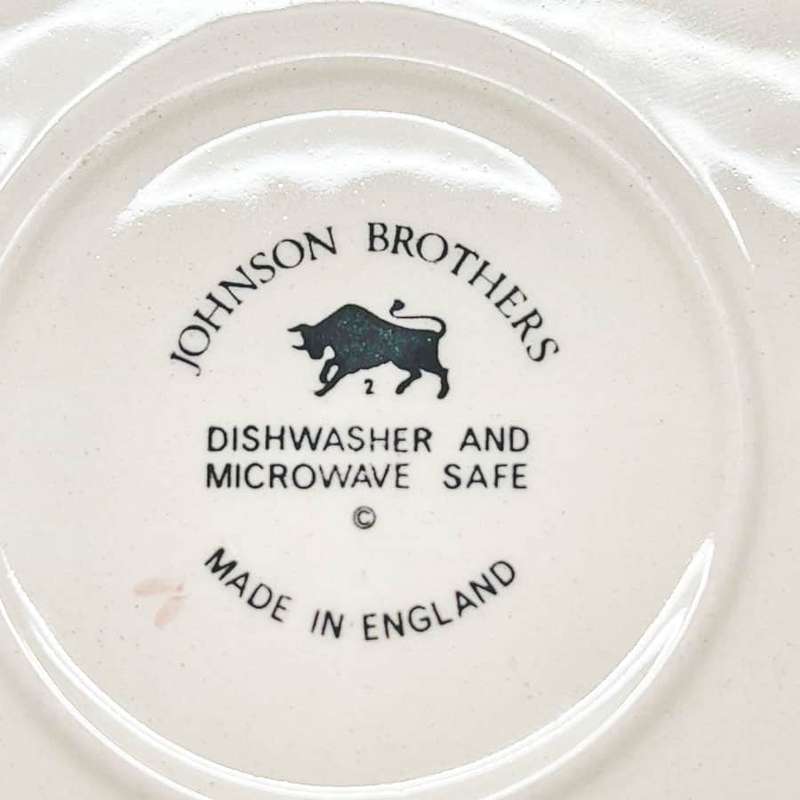 JOHNSON BROTHERS
2
DISHWASHER AND
MICROWAVE SAFE
©
MADE IN ENGLAND